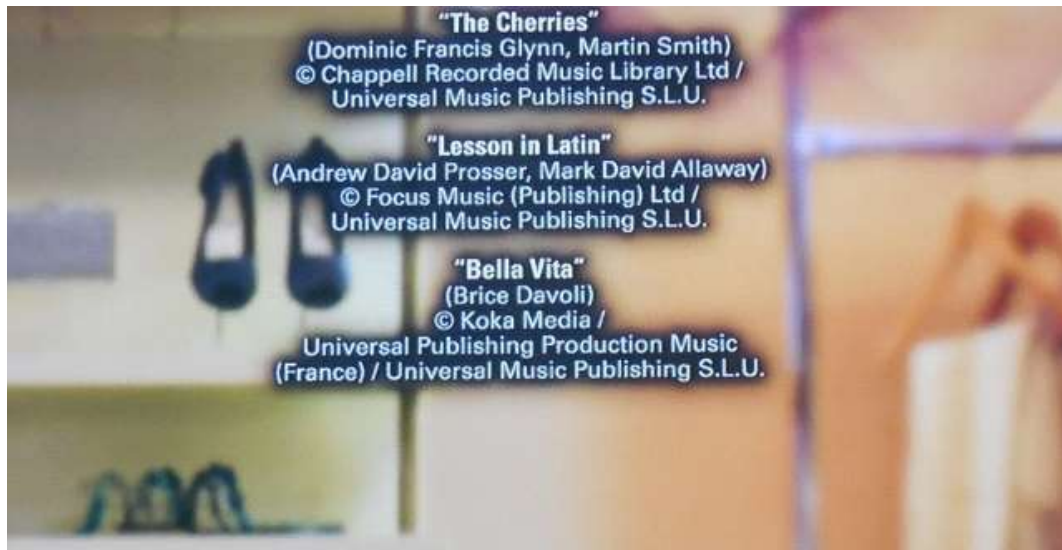 "The Cherries"
(Dominic Francis Glynn, Martin Smith)
© Chappell Recorded Music Library Ltd /
Universal Music Publishing S.L.U.
"Lesson in Latin"
(Andrew David Prosser, Mark David Allaway)
© Focus Music (Publishing) Ltd /
Universal Music Publishing S.L.U.
"Bella Vita"
(Brice Davoli)
© Koka Media /
Universal Publishing Production Music
(France) / Universal Music Publishing S.L.U.